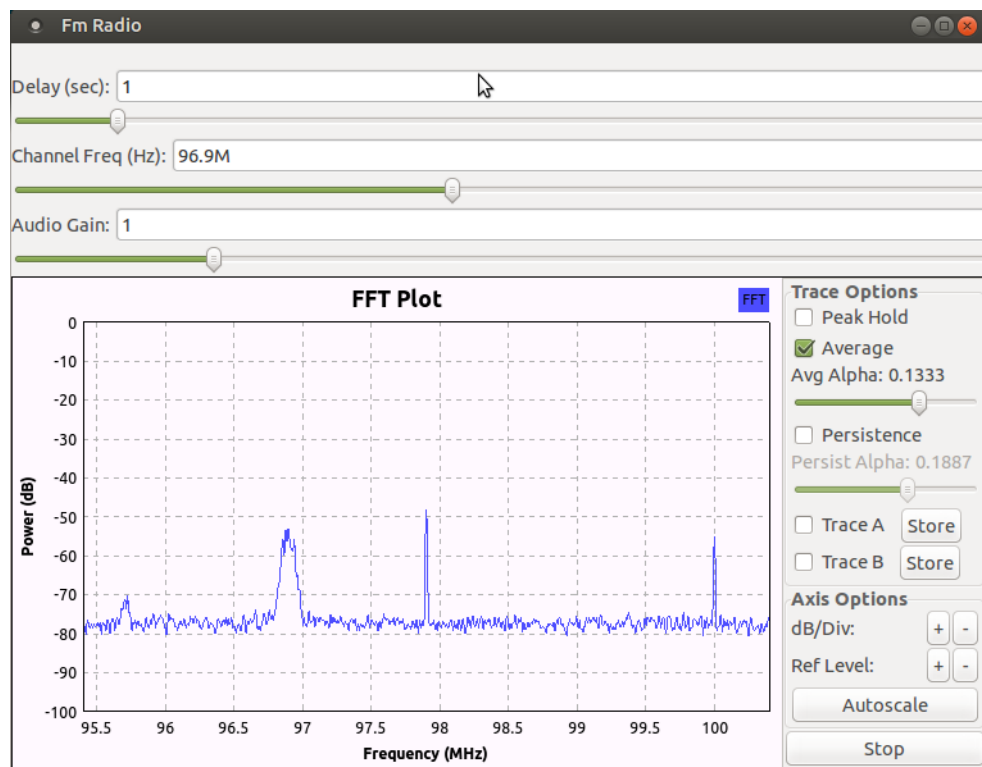 Fm Radio
Delay (sec): 1
Channel Freq (Hz): 96.9M
Audio Gain: 1
FFT Plot
FFT
0
-10
-20
-30
-40
-50
-60
-70
-80
-90
-100
Power (dB)
95.5 96 96.5 97 97.5 98 98.5 99 99.5 100
Frequency (MHz)
Trace Options
Peak Hold
Average
Avg Alpha: 0.1333
Persistence
Persist Alpha: 0.1887
Trace A Store
Trace B Store
Axis Options
dB/Div: + -
Ref Level: + -
Autoscale
Stop